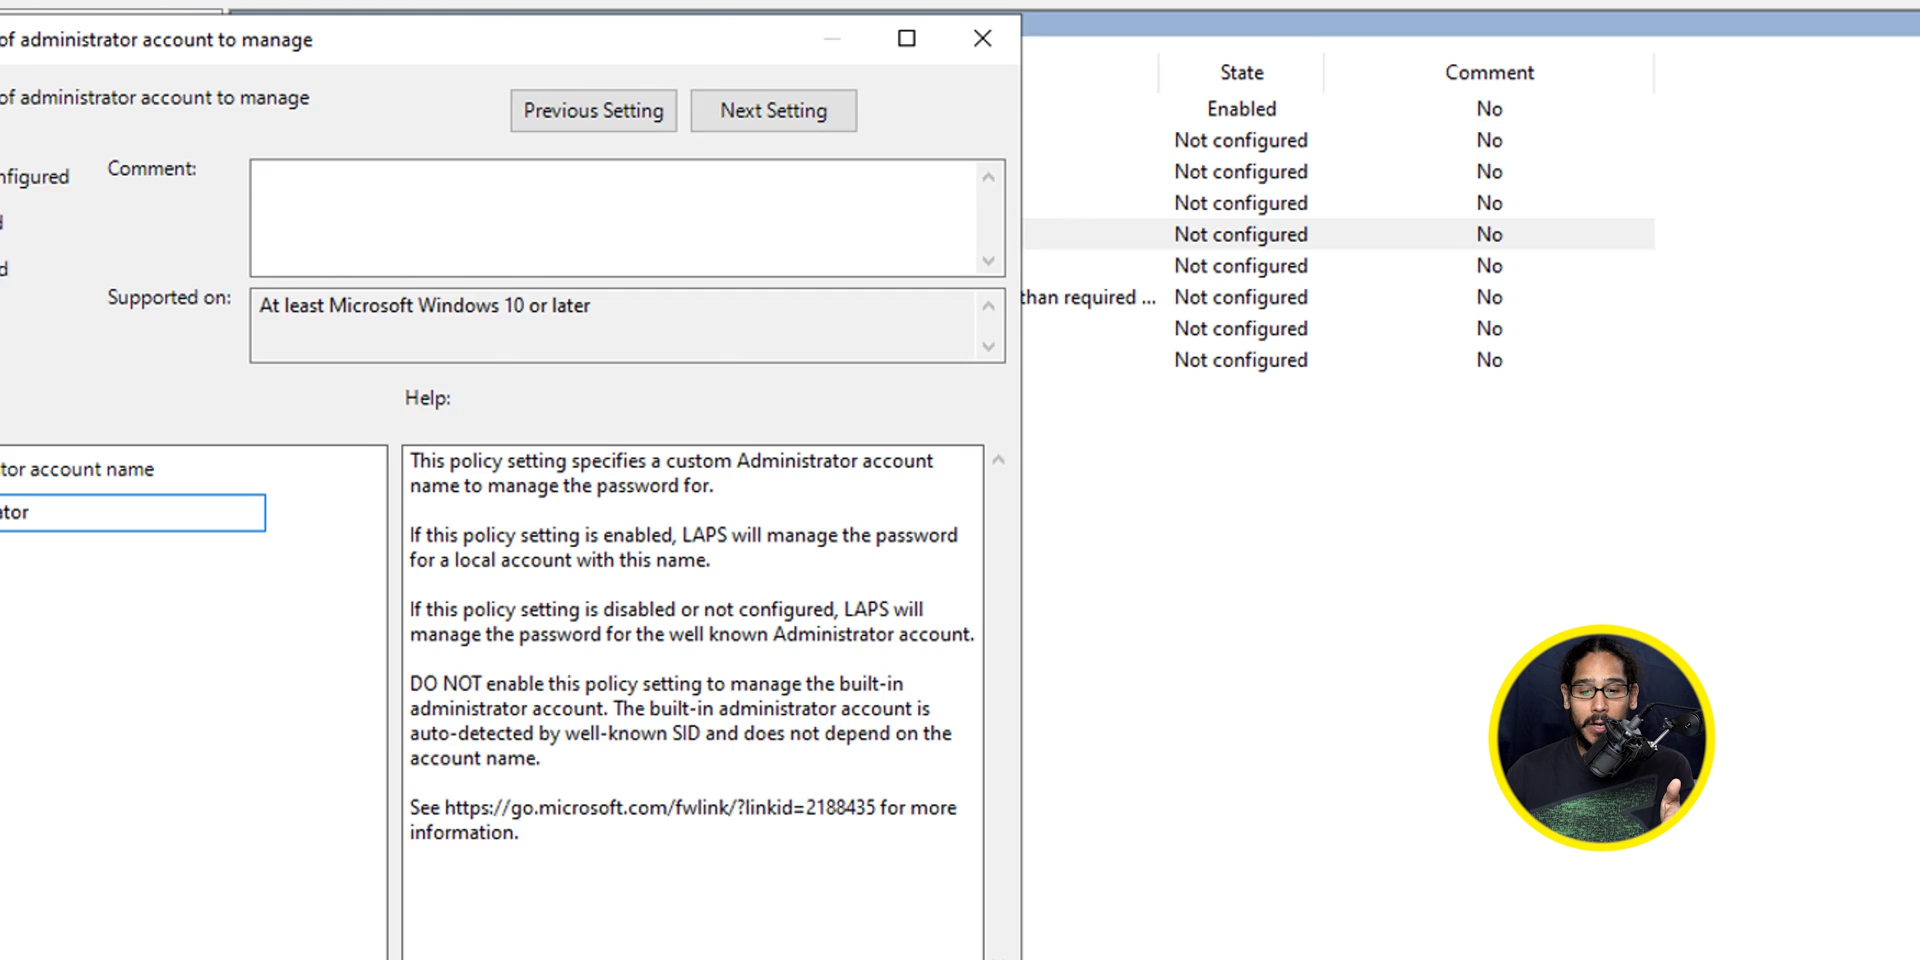 of administrator account to manage
of administrator account to manage
Previous Setting
Next Setting
nfigured
Comment:
d
d
Supported on:
At least Microsoft Windows 10 or later
Help:
tor account name
ator
This policy setting specifies a custom Administrator account
name to manage the password for.
If this policy setting is enabled, LAPS will manage the password
for a local account with this name.
If this policy setting is disabled or not configured, LAPS will
manage the password for the well known Administrator account.
DO NOT enable this policy setting to manage the built-in
administrator account. The built-in administrator account is
auto-detected by well-known SID and does not depend on the
account name.
See https://go.microsoft.com/fwlink/?linkid=2188435 for more
information.
State Comment
Enabled No
Not configured No
Not configured No
Not configured No
Not configured No
Not configured No
than required ... Not configured No
Not configured No
Not configured No